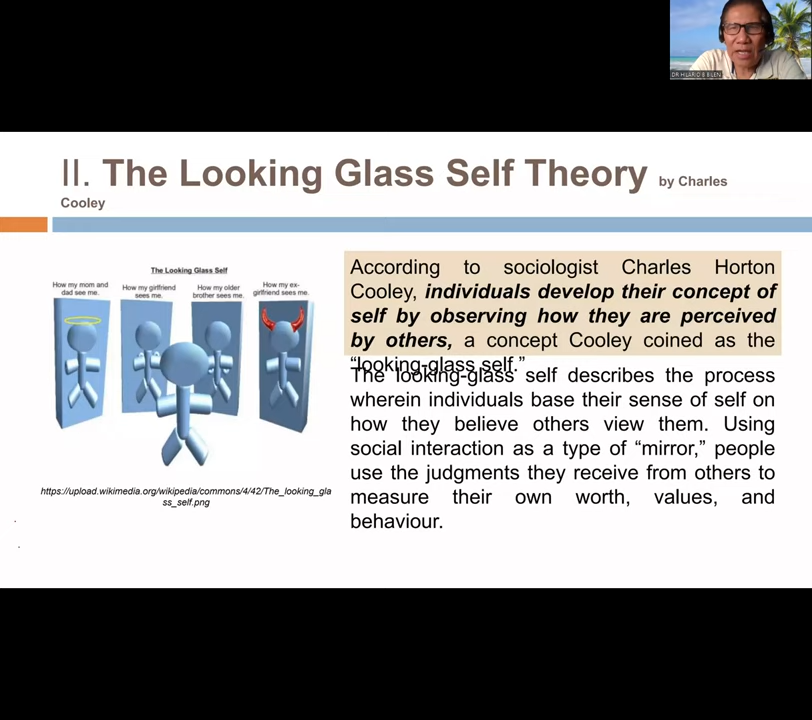 DR HILARIO B BILEN
II. The Looking Glass Self Theory by Charles
Cooley
The Looking Glass Self
How my mom and
dad see me.
How my girlfriend
sees me.
How my older
brother sees me.
How my ex-
girlfriend sees me.
https://upload.wikimedia.org/wikipedia/commons/4/42/The_looking_gla
ss_self.png
According to sociologist Charles Horton
Cooley, individuals develop their concept of
self by observing how they are perceived
by others, a concept Cooley coined as the
“looking-glass self.”
The looking-glass self describes the process
wherein individuals base their sense of self on
how they believe others view them. Using
social interaction as a type of “mirror,” people
use the judgments they receive from others to
measure their own worth, values, and
behaviour.